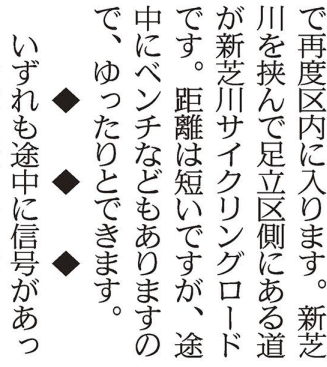 で再度区内に入ります。新芝
川を挟んで足立区側にある道
が新芝川サイクリングロード
です。距離は短いですが、途
中にベンチなどもありますの
で、ゆったりとできます。
◆　◆　◆
いずれも途中に信号があっ